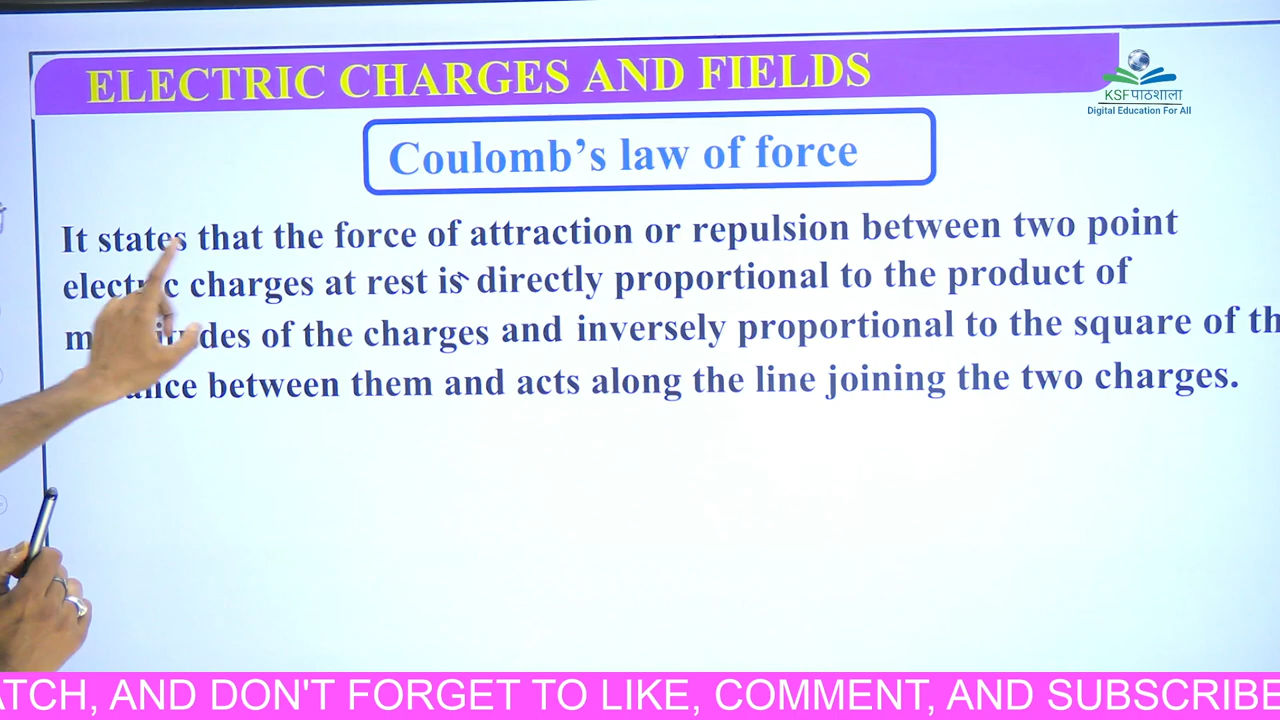 ELECTRIC CHARGES AND FIELDS
KSFपाठशाला
Digital Education For All
Coulomb's law of force
It states that the force of attraction or repulsion between two point
charges at rest is directly proportional to the product of
of the charges and inversely proportional to the square of
between them and acts along the line joining the two charges.
AND DON'T FORGET TO LIKE, COMMENT, AND SUBSCRIBE